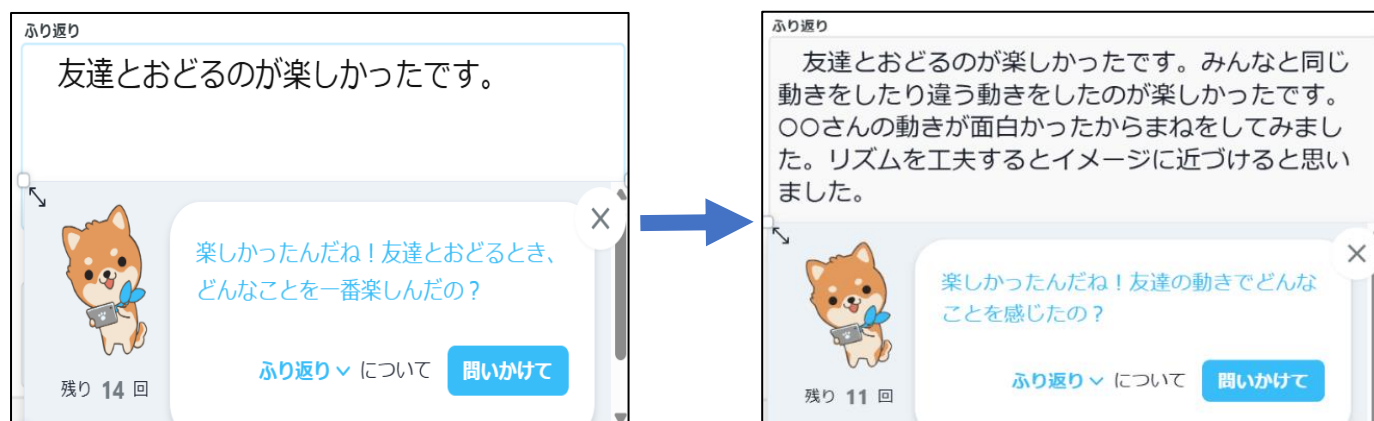 ふり返り
友達とおどるのが楽しかったです。
楽しかったんだね！友達とおどるとき、
どんなことを一番楽しんだの？
ふり返り について 問いかけて
残り 14 回
ふり返り
友達とおどるのが楽しかったです。みんなと同じ
動きをしたり違う動きをしたのが楽しかったです。
○○さんの動きが面白かったからまねをしてみまし
た。リズムを工夫するとイメージに近づけると思い
ました。
楽しかったんだね！友達の動きでどんな
ことを感じたの？
ふり返り について 問いかけて
残り 11 回